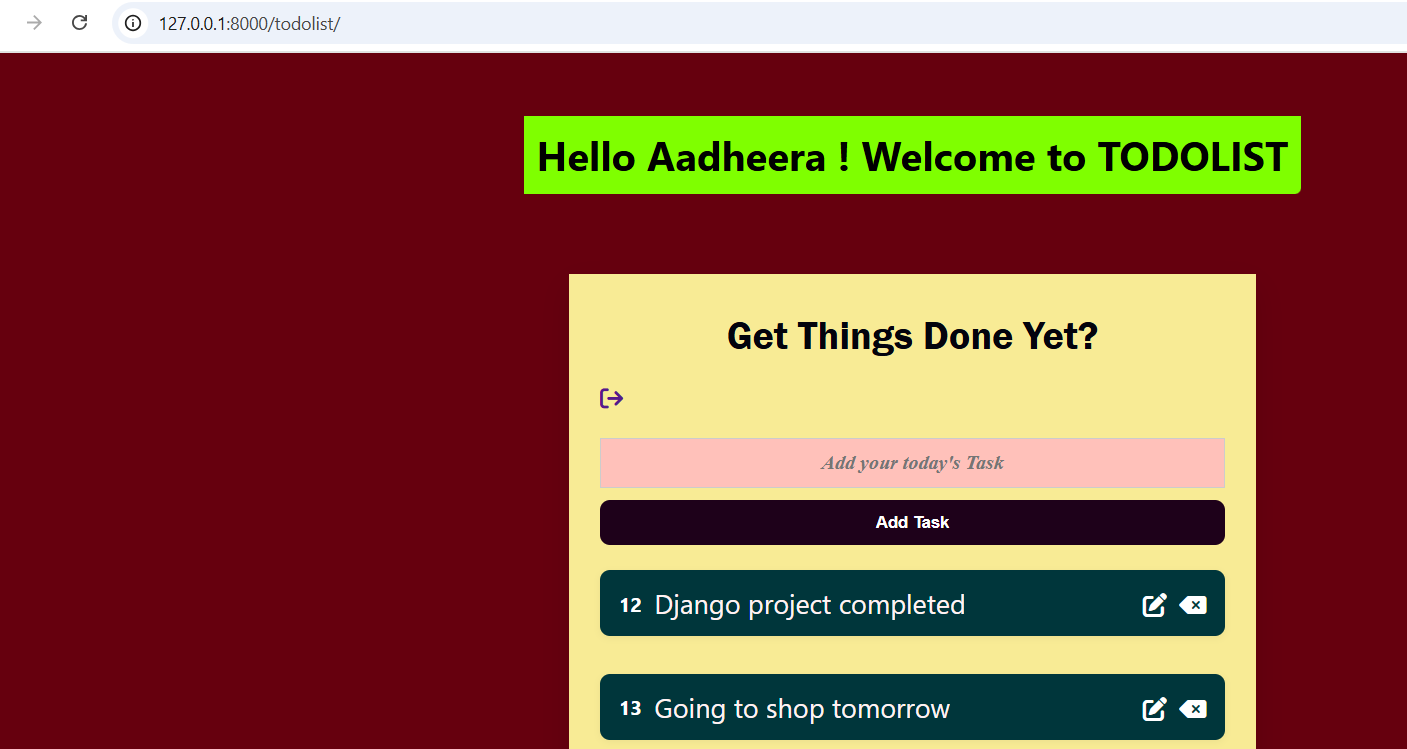 127.0.0.1:8000/todolist/
Hello Aadheera ! Welcome to TODOLIST
Get Things Done Yet?
Add your today's Task
Add Task
12 Django project completed
13 Going to shop tomorrow